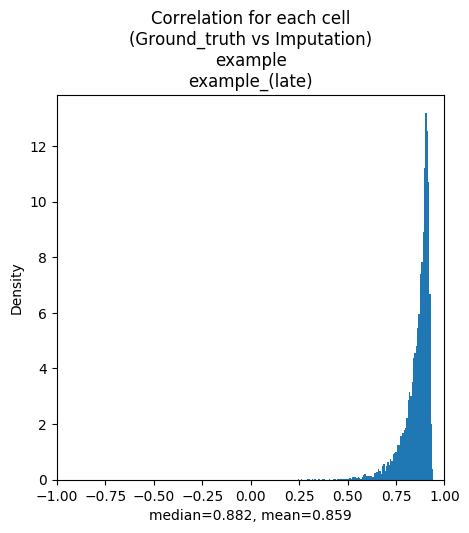 Correlation for each cell
(Ground_truth vs Imputation)
example
example_(late)
12
10
8
6
4
2
0
Density
−1.00 −0.75 −0.50 −0.25 0.00 0.25 0.50 0.75 1.00
median=0.882, mean=0.859